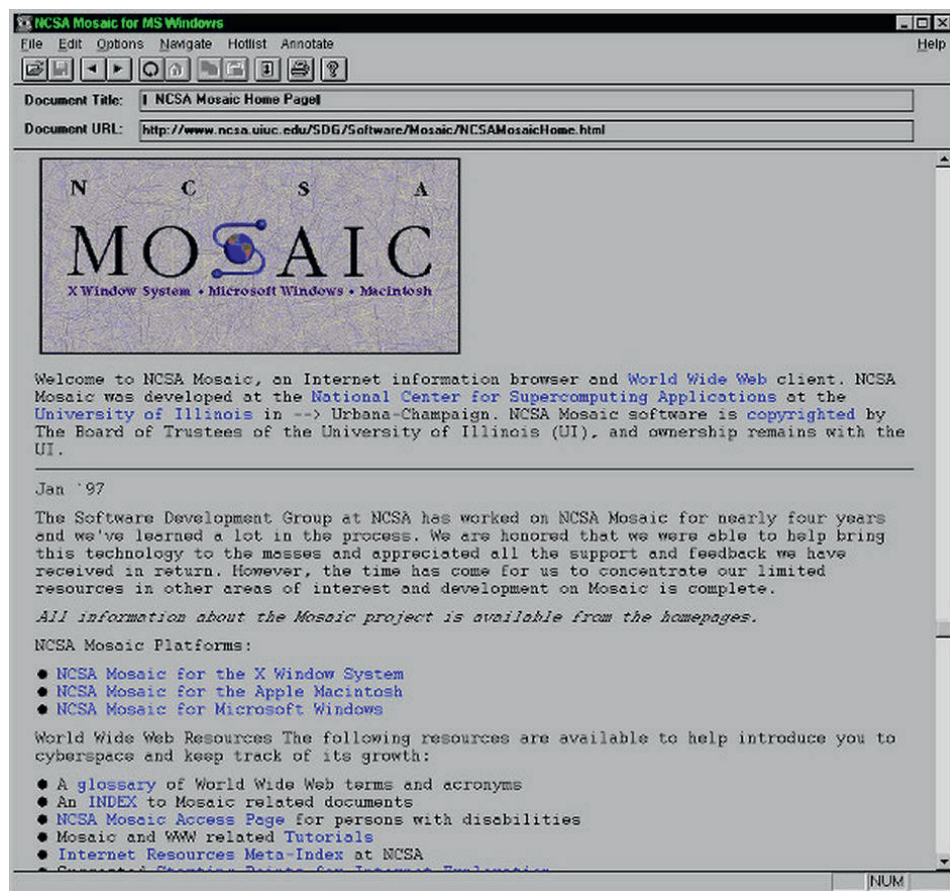 NCSA Mosaic for MS Windows
File Edit Options Navigate Hotlist Annotate Help
Document Title: NCSA Mosaic Home Page
Document URL: http://www.ncsa.uiuc.edu/SDG/Software/Mosaic/NCSAMosaicHome.html
N C S A
MOSAIC
X Window System • Microsoft Windows • Macintosh
Welcome to NCSA Mosaic, an Internet information browser and World Wide Web client. NCSA
Mosaic was developed at the National Center for Supercomputing Applications at the
University of Illinois in --> Urbana-Champaign. NCSA Mosaic software is copyrighted by
The Board of Trustees of the University of Illinois (UI), and ownership remains with the
UI.
Jan '97
The Software Development Group at NCSA has worked on NCSA Mosaic for nearly four years
and we've learned a lot in the process. We are honored that we were able to help bring
this technology to the masses and appreciated all the support and feedback we have
received in return. However, the time has come for us to concentrate our limited
resources in other areas of interest and development on Mosaic is complete.
All information about the Mosaic project is available from the homepages.
NCSA Mosaic Platforms:
● NCSA Mosaic for the X Window System
● NCSA Mosaic for the Apple Macintosh
● NCSA Mosaic for Microsoft Windows
World Wide Web Resources The following resources are available to help introduce you to
cyberspace and keep track of its growth:
● A glossary of World Wide Web terms and acronyms
● An INDEX to Mosaic related documents
● NCSA Mosaic Access Page for persons with disabilities
● Mosaic and WWW related Tutorials
● Internet Resources Meta-Index at NCSA
● Suggested Starting Points for Internet Exploration
NUM